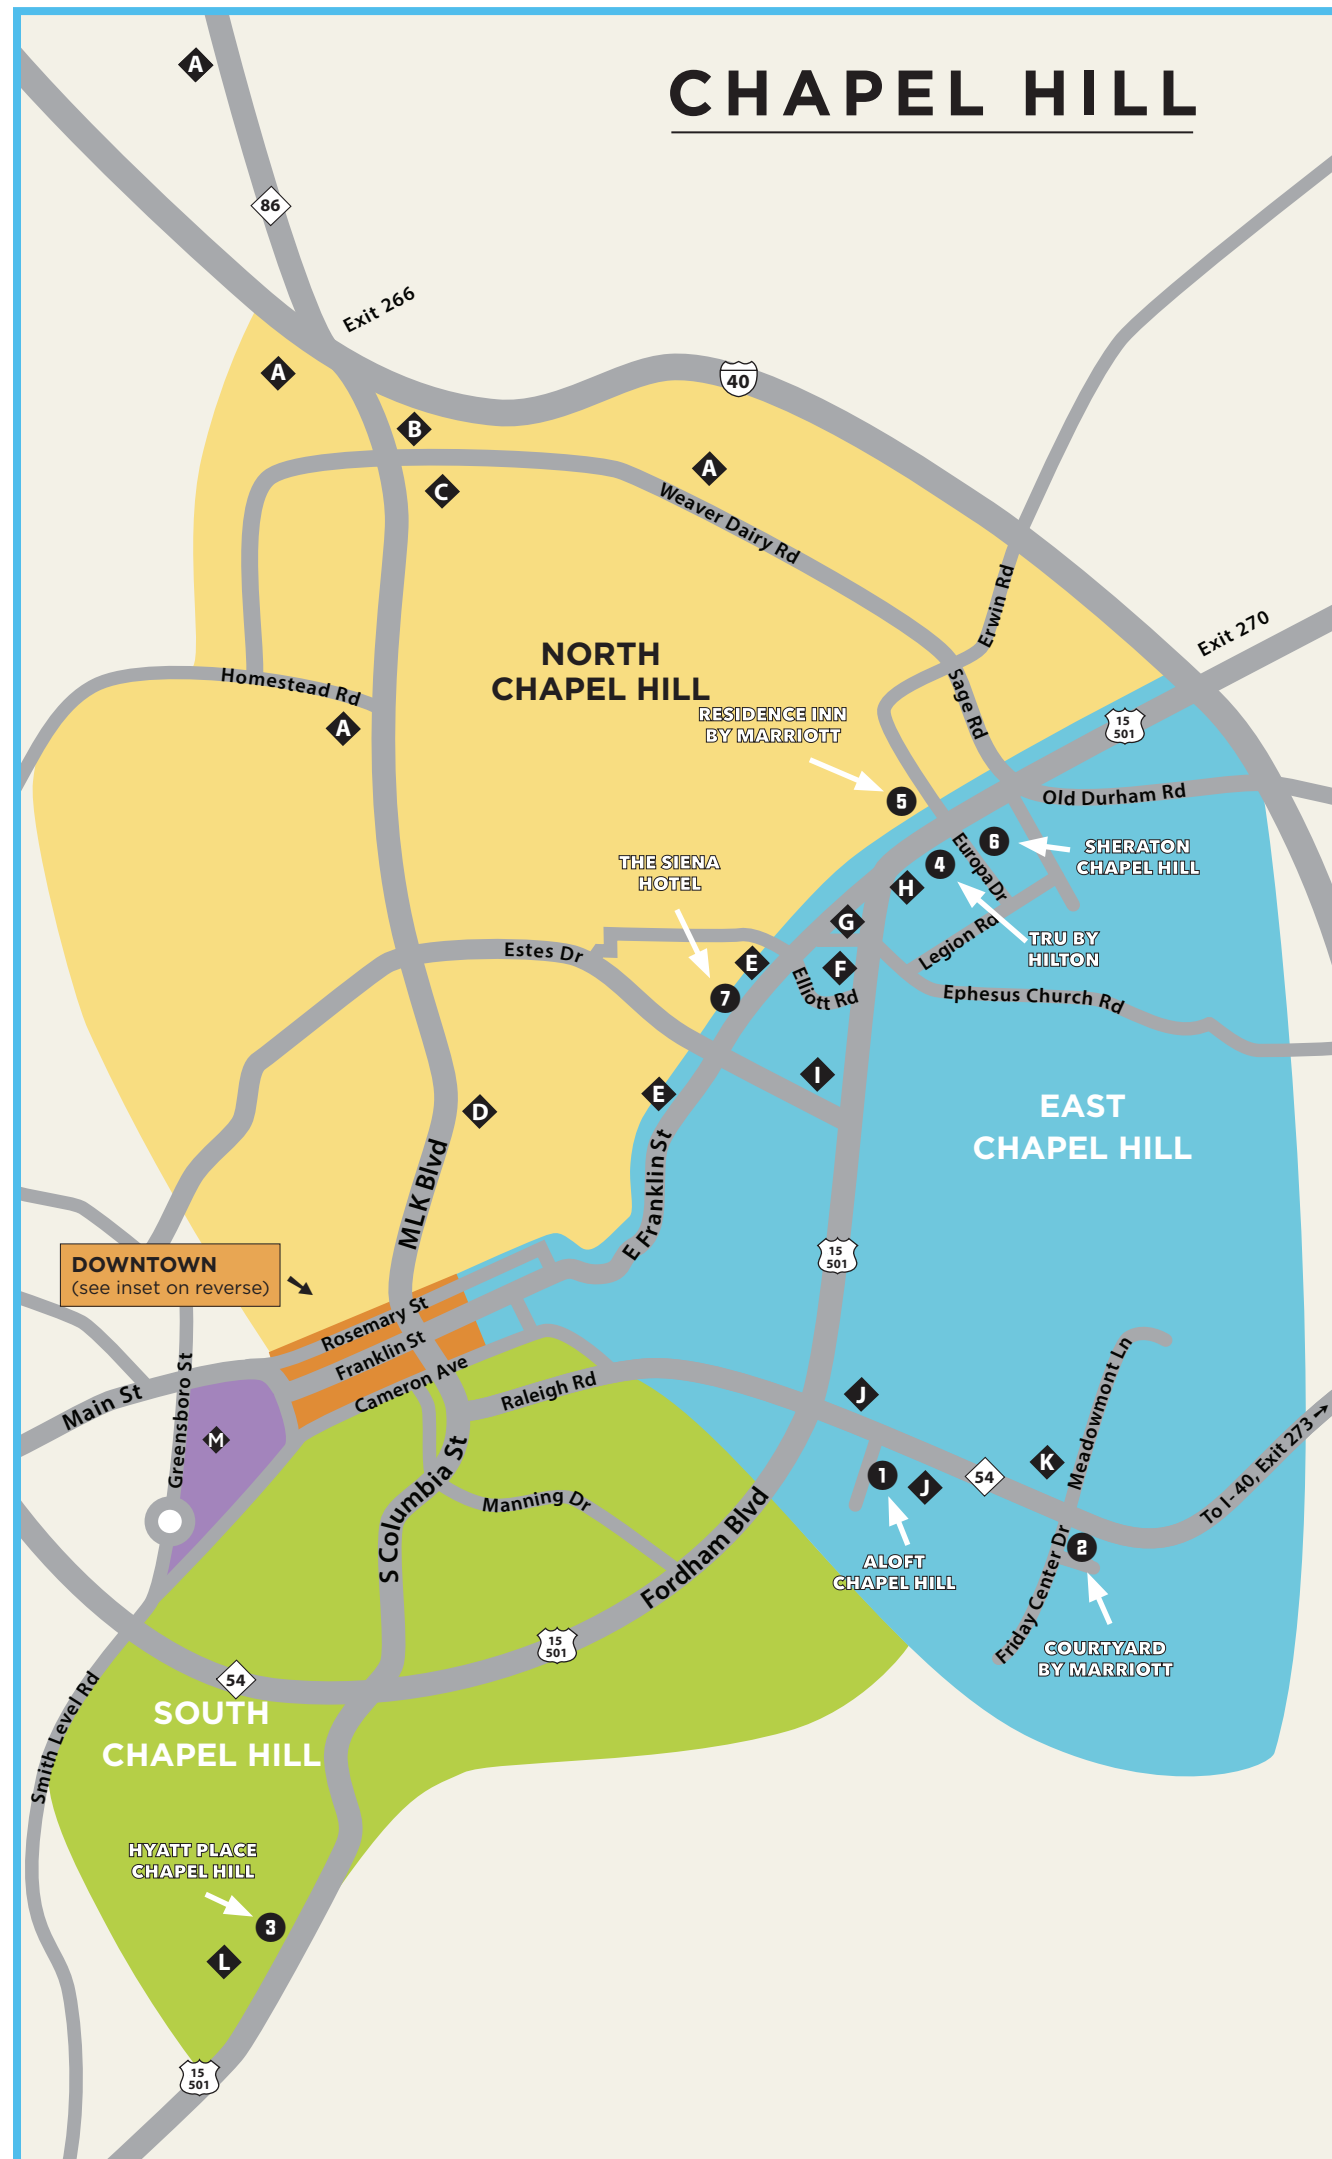 CHAPEL HILL
A
86
Exit 266
A
40
B
A
C
Weaver Dairy Rd
Erwin Rd
Exit 270
NORTH
CHAPEL HILL
Homestead Rd
Sage Rd
A
RESIDENCE INN
BY MARRIOTT
15
501
5
Old Durham Rd
6
SHERATON
CHAPEL HILL
4
Europa Dr
THE SIENA
HOTEL
H
G
Legion Rd
TRU BY
HILTON
Estes Dr
E
F
Elliott Rd
7
Ephesus Church Rd
I
E
D
EAST
CHAPEL HILL
MLK Blvd
E Franklin St
15
501
DOWNTOWN
(see inset on reverse)
Rosemary St
Franklin St
Cameron Ave
Raleigh Rd
Main St
Greensboro St
M
J
Meadowmont Ln
K
To I-40, Exit 273→
1
J
54
S Columbia St
Manning Dr
Fordham Blvd
ALOFT
CHAPEL HILL
2
Friday Center Dr
COURTYARD
BY MARRIOTT
15
501
54
Smith Level Rd
SOUTH
CHAPEL HILL
HYATT PLACE
CHAPEL HILL
3
L
15
501